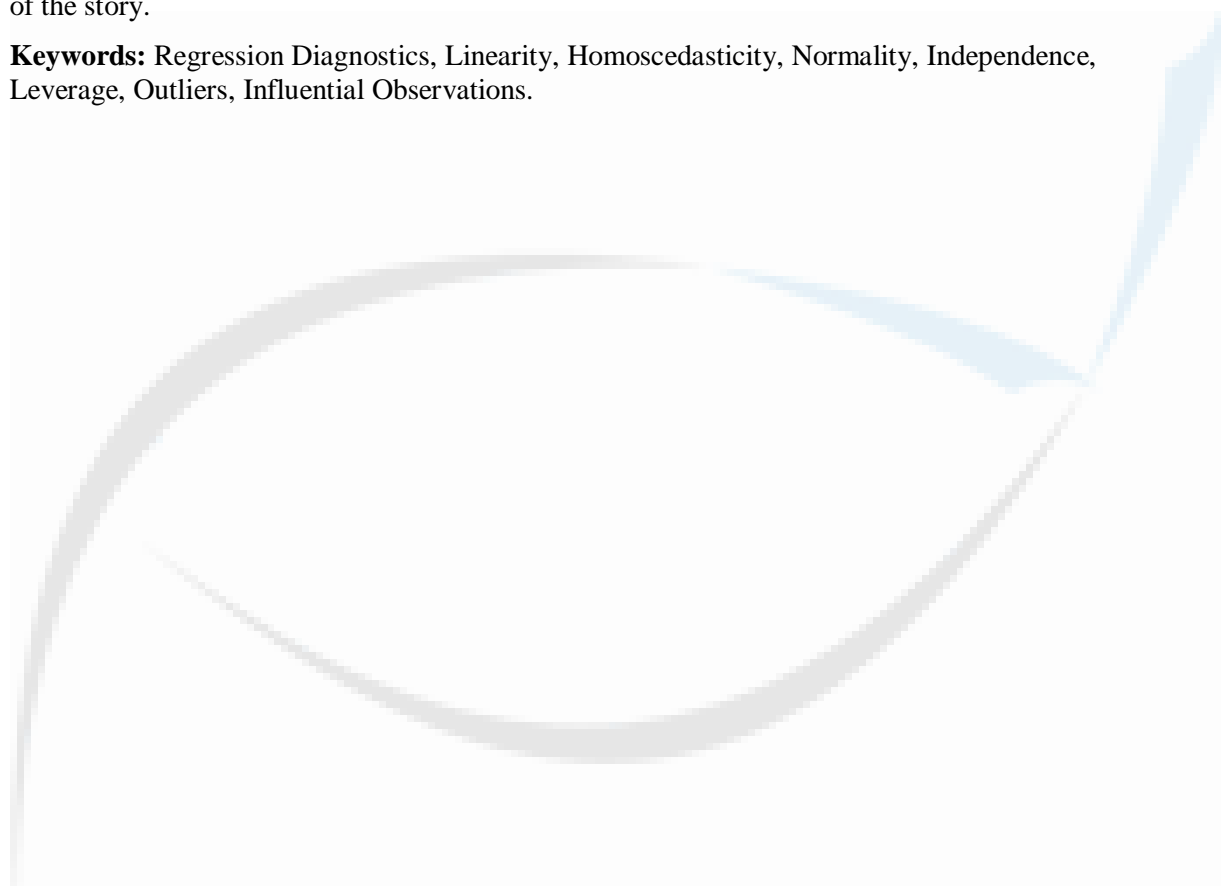 of the story.
Keywords: Regression Diagnostics, Linearity, Homoscedasticity, Normality, Independence,
Leverage, Outliers, Influential Observations.